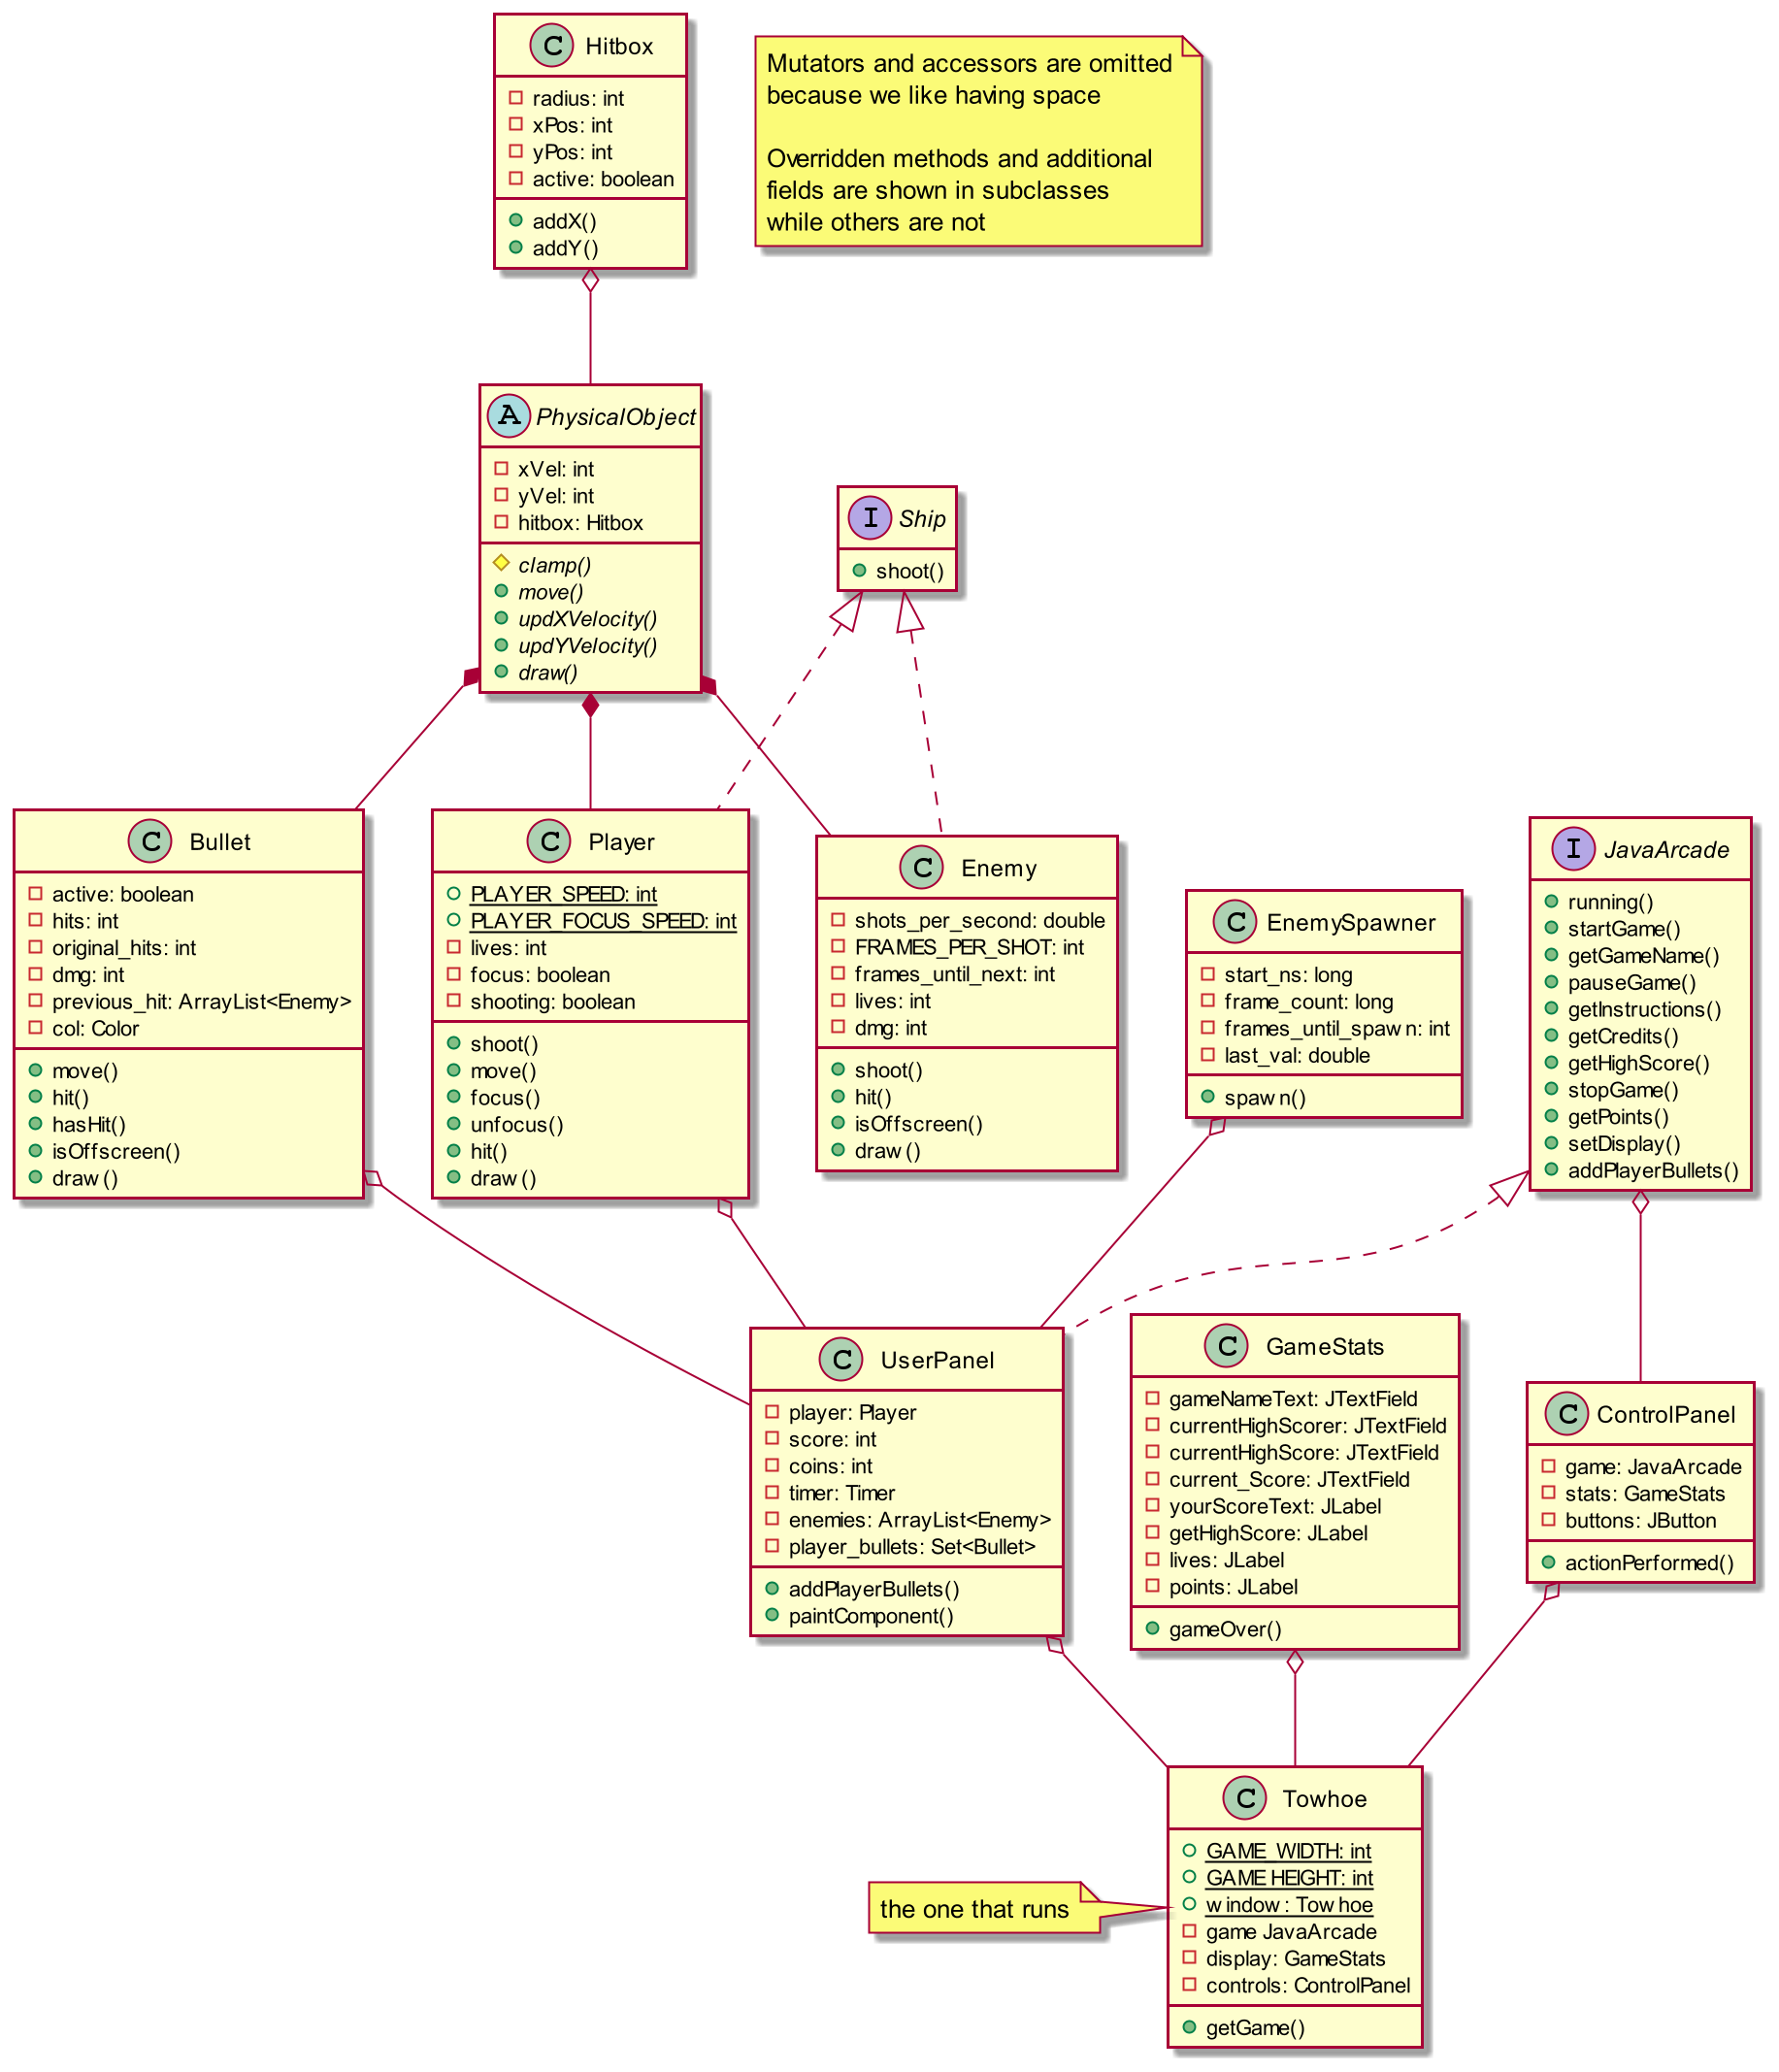 C Hitbox
radius: int
xPos: int
yPos: int
active: boolean
addX()
addY()
Mutators and accessors are omitted
because we like having space
Overridden methods and additional
fields are shown in subclasses
while others are not
A PhysicalObject
xVel: int
yVel: int
hitbox: Hitbox
clamp()
move()
updXVelocity()
updYVelocity()
draw()
I Ship
shoot()
C Bullet
active: boolean
hits: int
original_hits: int
dmg: int
previous_hit: ArrayList<Enemy>
col: Color
move()
hit()
hasHit()
isOffscreen()
draw()
C Player
PLAYER_SPEED: int
PLAYER_FOCUS_SPEED: int
lives: int
focus: boolean
shooting: boolean
shoot()
move()
focus()
unfocus()
hit()
draw()
C Enemy
shots_per_second: double
FRAMES_PER_SHOT: int
frames_until_next: int
lives: int
dmg: int
shoot()
hit()
isOffscreen()
draw()
C EnemySpawner
start_ns: long
frame_count: long
frames_until_spawn: int
last_val: double
spawn()
I JavaArcade
running()
startGame()
getGameName()
pauseGame()
getInstructions()
getCredits()
getHighScore()
stopGame()
getPoints()
setDisplay()
addPlayerBullets()
C UserPanel
player: Player
score: int
coins: int
timer: Timer
enemies: ArrayList<Enemy>
player_bullets: Set<Bullet>
addPlayerBullets()
paintComponent()
C GameStats
gameNameText: JTextField
currentHighScorer: JTextField
currentHighScore: JTextField
current_Score: JTextField
yourScoreText: JLabel
getHighScore: JLabel
lives: JLabel
points: JLabel
gameOver()
C ControlPanel
game: JavaArcade
stats: GameStats
buttons: JButton
actionPerformed()
C Towhoe
GAME_WIDTH: int
GAME HEIGHT: int
window: Towhoe
game JavaArcade
display: GameStats
controls: ControlPanel
getGame()
the one that runs